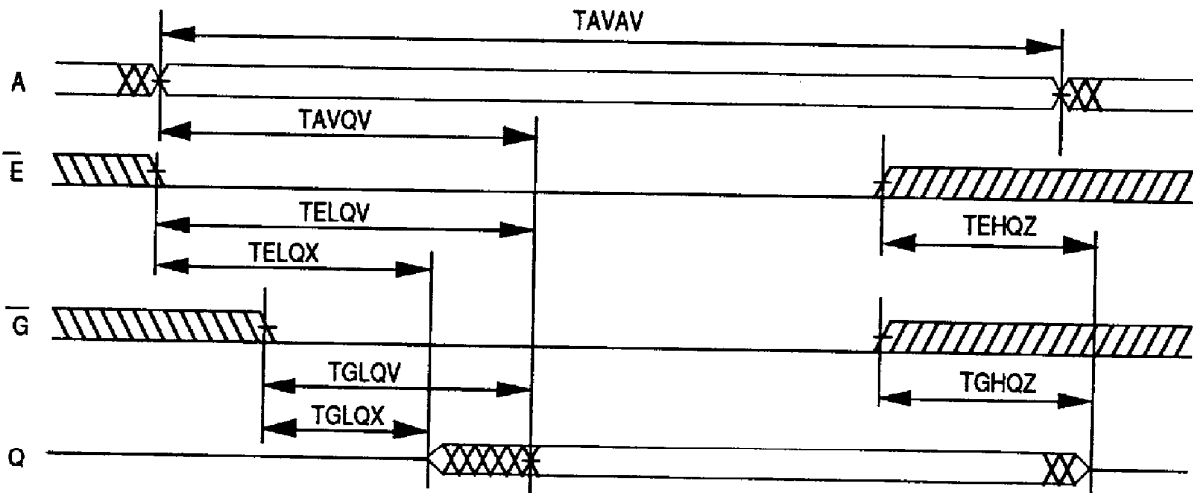 TAVAV
A
TAVQV
E̅
TELQV
TEHQZ
TELQX
G̅
TGLQV
TGHQZ
TGLQX
Q